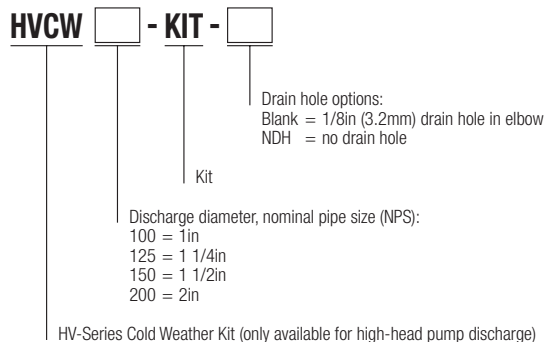 HVCW - KIT -
Drain hole options:
Blank = 1/8in (3.2mm) drain hole in elbow
NDH = no drain hole
Kit
Discharge diameter, nominal pipe size (NPS):
100 = 1in
125 = 1 1/4in
150 = 1 1/2in
200 = 2in
HV-Series Cold Weather Kit (only available for high-head pump discharge)